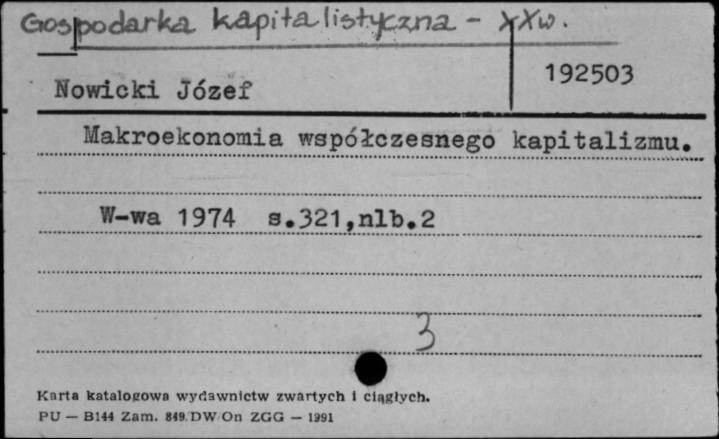 Gospodarka kapitalistyczna - XXw.
192503
Nowicki Józef
Makroekonomia współczesnego kapitalizmu.
W-wa 1974 s.321,nlb.2
3
Karta katalogowa wydawnictw zwartych i ciągłych.
PU — B144 Zam. 849/DW/On ZGG — 1991